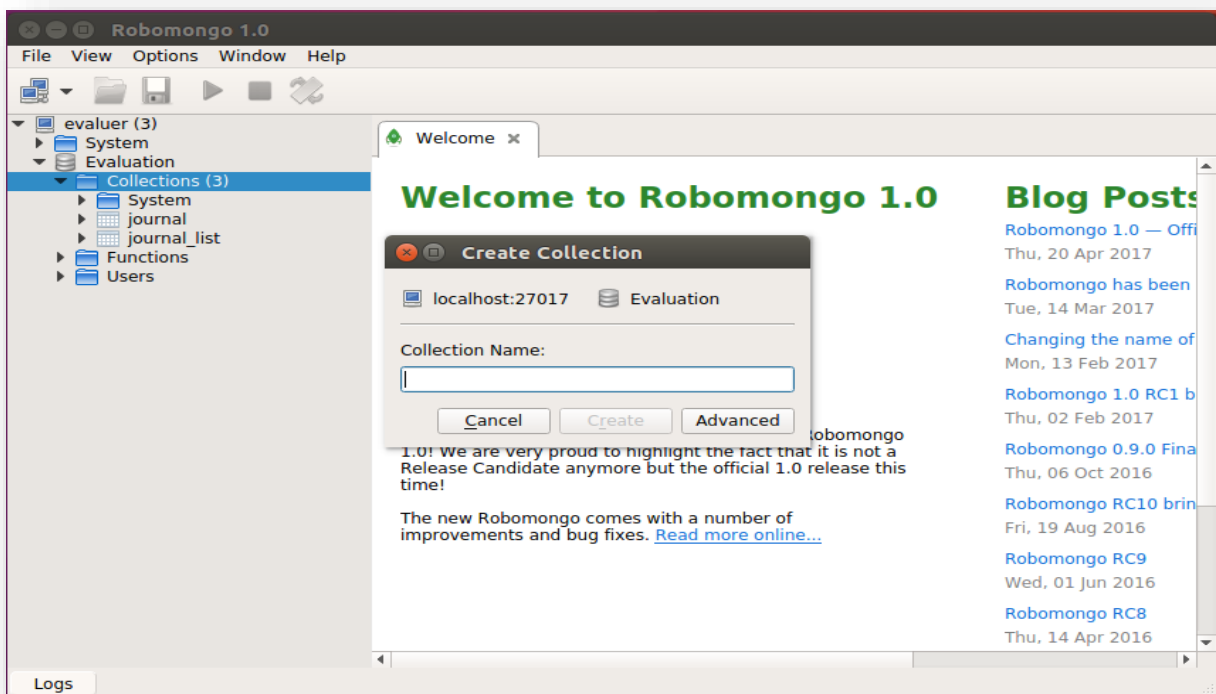 Robomongo 1.0
File View Options Window Help
evaluer (3)
System
Evaluation
Collections (3)
System
journal
journal_list
Functions
Users
Welcome
Welcome to Robomongo 1.0
Create Collection
localhost:27017 Evaluation
Collection Name:
Cancel Create Advanced
Robomongo
1.0! We are very proud to highlight the fact that it is not a
Release Candidate anymore but the official 1.0 release this
time!
The new Robomongo comes with a number of
improvements and bug fixes. Read more online...
Blog Posts
Robomongo 1.0 — Offi
Thu, 20 Apr 2017
Robomongo has been
Tue, 14 Mar 2017
Changing the name of
Mon, 13 Feb 2017
Robomongo 1.0 RC1 b
Thu, 02 Feb 2017
Robomongo 0.9.0 Fina
Thu, 06 Oct 2016
Robomongo RC10 brin
Fri, 19 Aug 2016
Robomongo RC9
Wed, 01 Jun 2016
Robomongo RC8
Thu, 14 Apr 2016
Logs